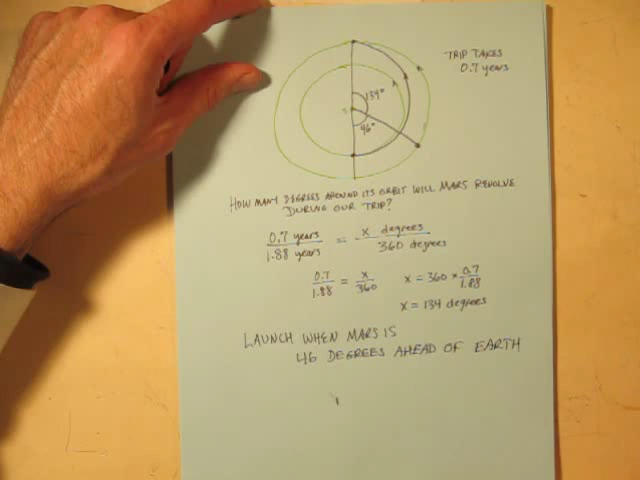 TRIP TAKES
0.7 years
134°
S
A
46°
HOW MANY DEGREES AROUND ITS ORBIT WILL MARS REVOLVE
DURING OUR TRIP?
0.7 years / 1.88 years = x degrees / 360 degrees
0.7 / 1.88 = x / 360 x = 360 × 0.7 / 1.88
x = 134 degrees
LAUNCH WHEN MARS IS
46 DEGREES AHEAD OF EARTH